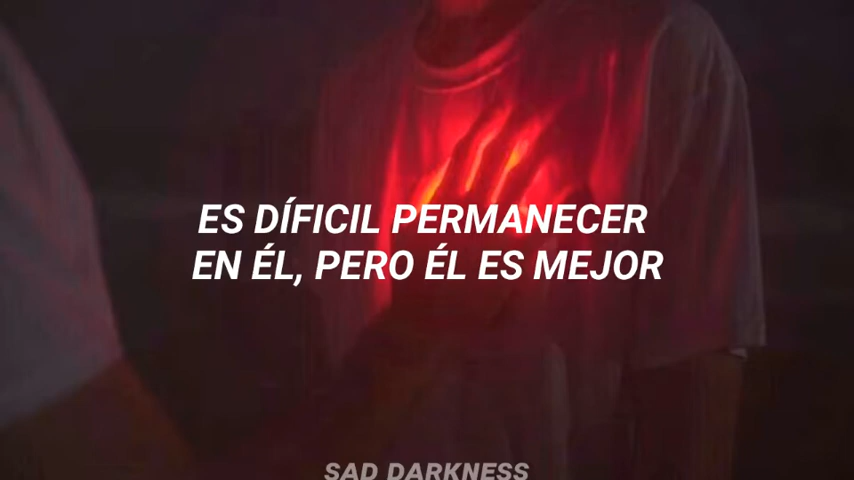 ES DÍFICIL PERMANECER
EN ÉL, PERO ÉL ES MEJOR
SAD DARKNESS